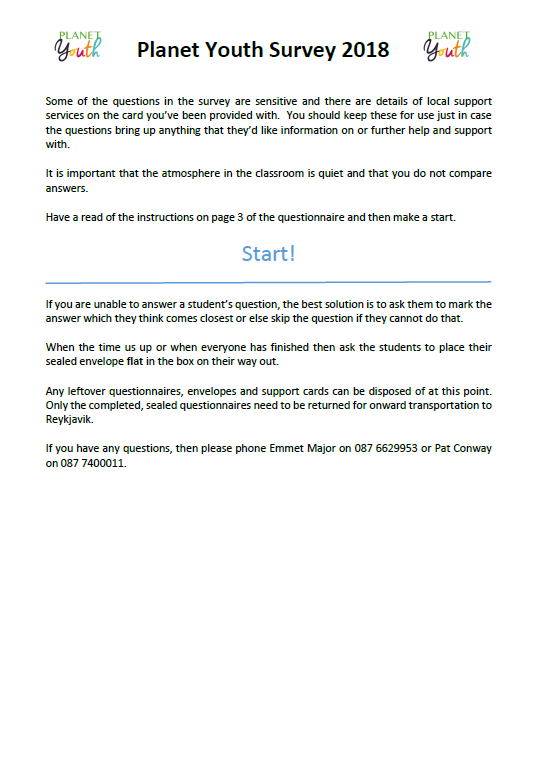 PLANET
Youth
Planet Youth Survey 2018
PLANET
Youth
Some of the questions in the survey are sensitive and there are details of local support
services on the card you've been provided with.  You should keep these for use just in case
the questions bring up anything that they'd like information on or further help and support
with.
It is important that the atmosphere in the classroom is quiet and that you do not compare
answers.
Have a read of the instructions on page 3 of the questionnaire and then make a start.
Start!
If you are unable to answer a student's question, the best solution is to ask them to mark the
answer which they think comes closest or else skip the question if they cannot do that.
When the time us up or when everyone has finished then ask the students to place their
sealed envelope flat in the box on their way out.
Any leftover questionnaires, envelopes and support cards can be disposed of at this point.
Only the completed, sealed questionnaires need to be returned for onward transportation to
Reykjavik.
If you have any questions, then please phone Emmet Major on 087 6629953 or Pat Conway
on 087 7400011.